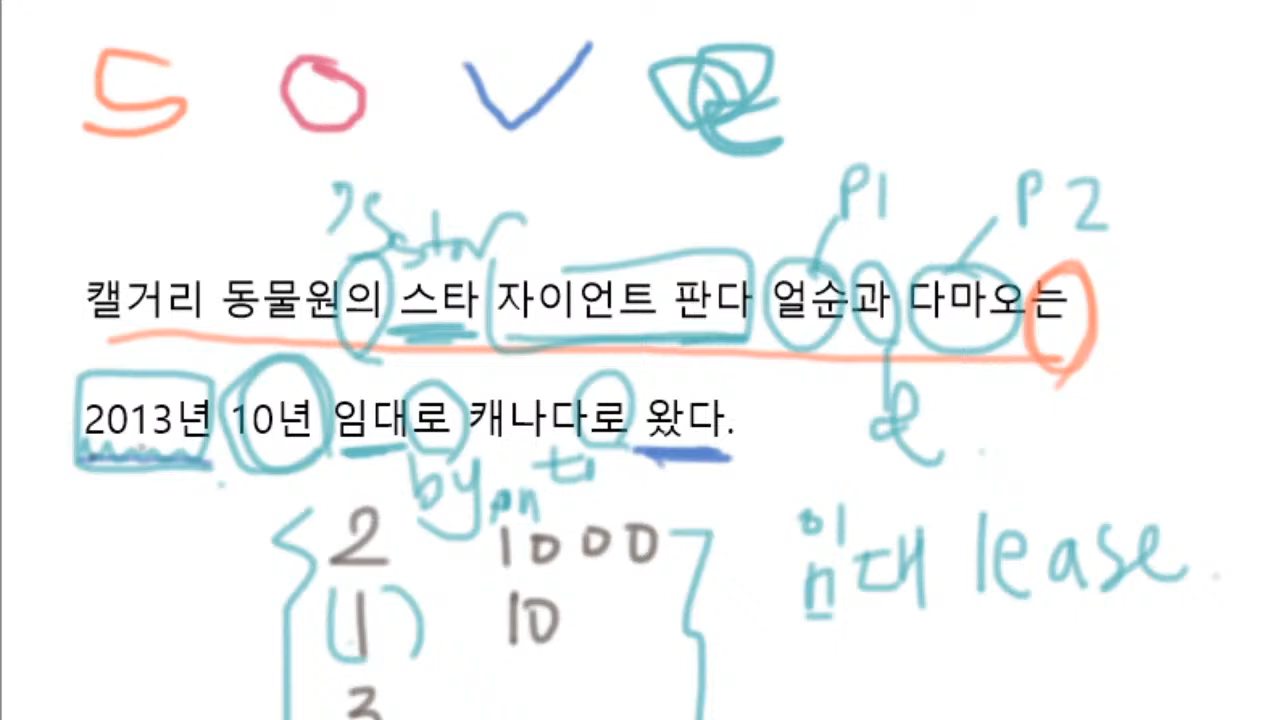 S O V
's star P1 P2
캘거리 동물원의 스타 자이언트 판다 얼순과 다마오는
2013년 10년 임대로 캐나다로 왔다.
by on to
2 1000
임대 lease
(1) 10
3